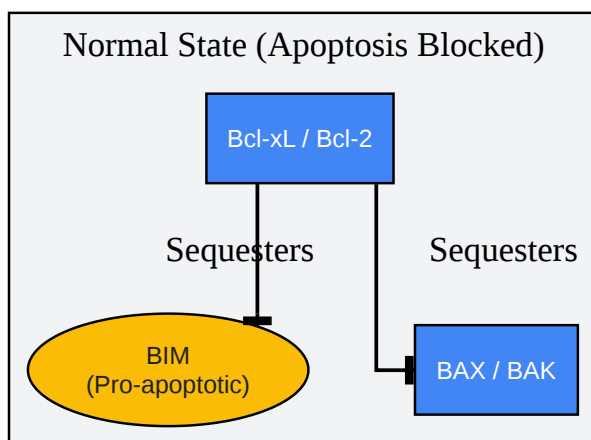 Normal State (Apoptosis Blocked)
Bcl-xL / Bcl-2
Sequesters
Sequesters
BIM
(Pro-apoptotic)
BAX / BAK